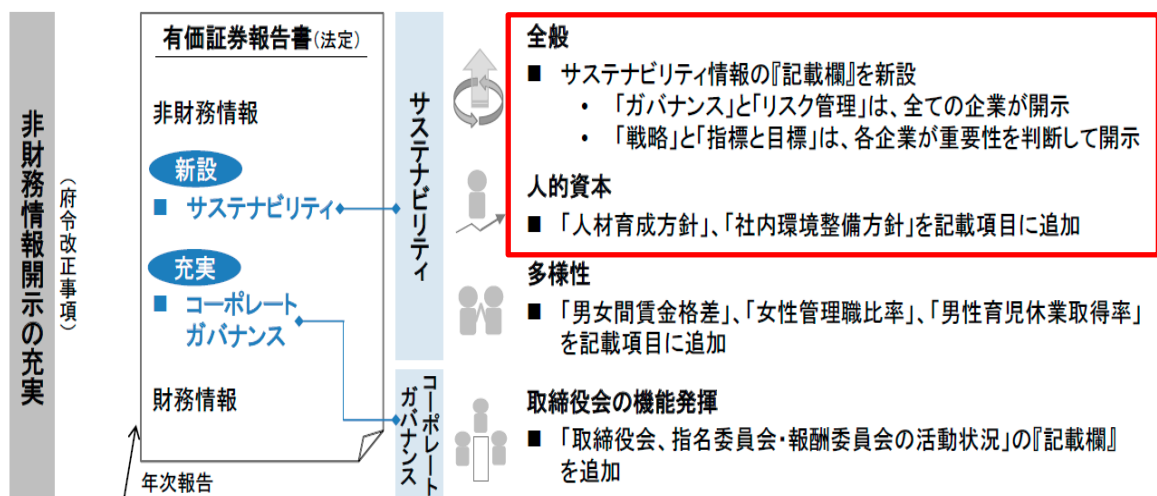 非財務情報開示の充実
（府令改正事項）
有価証券報告書(法定)
非財務情報
新設
■ サステナビリティ
充実
■ コーポレート
ガバナンス
財務情報
年次報告
サステナビリティ
コーポレート
ガバナンス
全般
■ サステナビリティ情報の『記載欄』を新設
・ 「ガバナンス」と「リスク管理」は、全ての企業が開示
・ 「戦略」と「指標と目標」は、各企業が重要性を判断して開示
人的資本
■ 「人材育成方針」、「社内環境整備方針」を記載項目に追加
多様性
■ 「男女間賃金格差」、「女性管理職比率」、「男性育児休業取得率」
を記載項目に追加
取締役会の機能発揮
■ 「取締役会、指名委員会・報酬委員会の活動状況」の『記載欄』
を追加